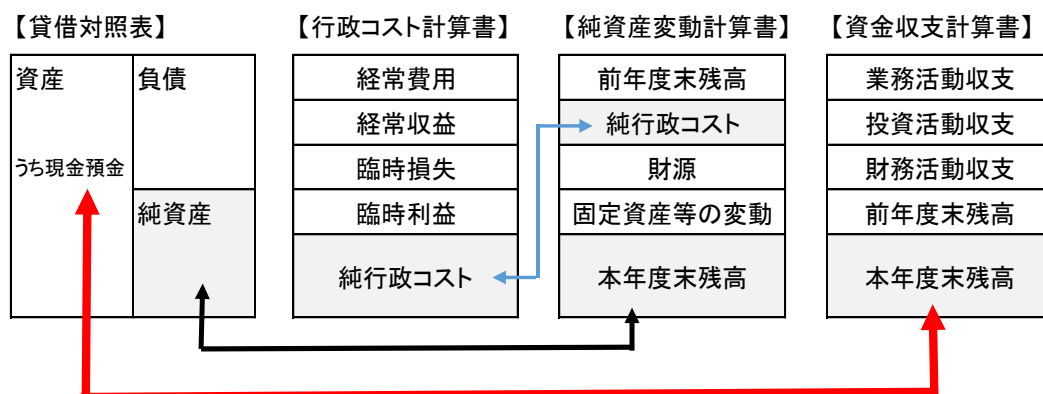 【貸借対照表】
資産
負債
うち現金預金
純資産
【行政コスト計算書】
経常費用
経常収益
臨時損失
臨時利益
純行政コスト
【純資産変動計算書】
前年度末残高
純行政コスト
財源
固定資産等の変動
本年度末残高
【資金収支計算書】
業務活動収支
投資活動収支
財務活動収支
前年度末残高
本年度末残高